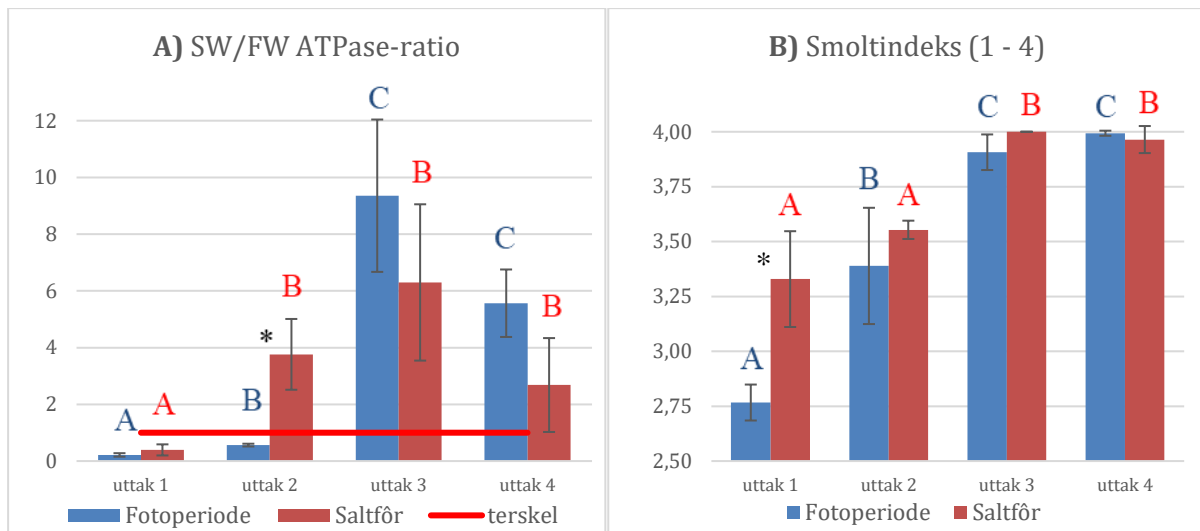 A) SW/FW ATPase-ratio
12
10
8
6
4
2
0
A A B * B C B C B
uttak 1 uttak 2 uttak 3 uttak 4
Fotoperiode Saltfôr terskel
B) Smoltindeks (1 - 4)
4,00
3,75
3,50
3,25
3,00
2,75
2,50
A * A B A C B C B
uttak 1 uttak 2 uttak 3 uttak 4
Fotoperiode Saltfôr